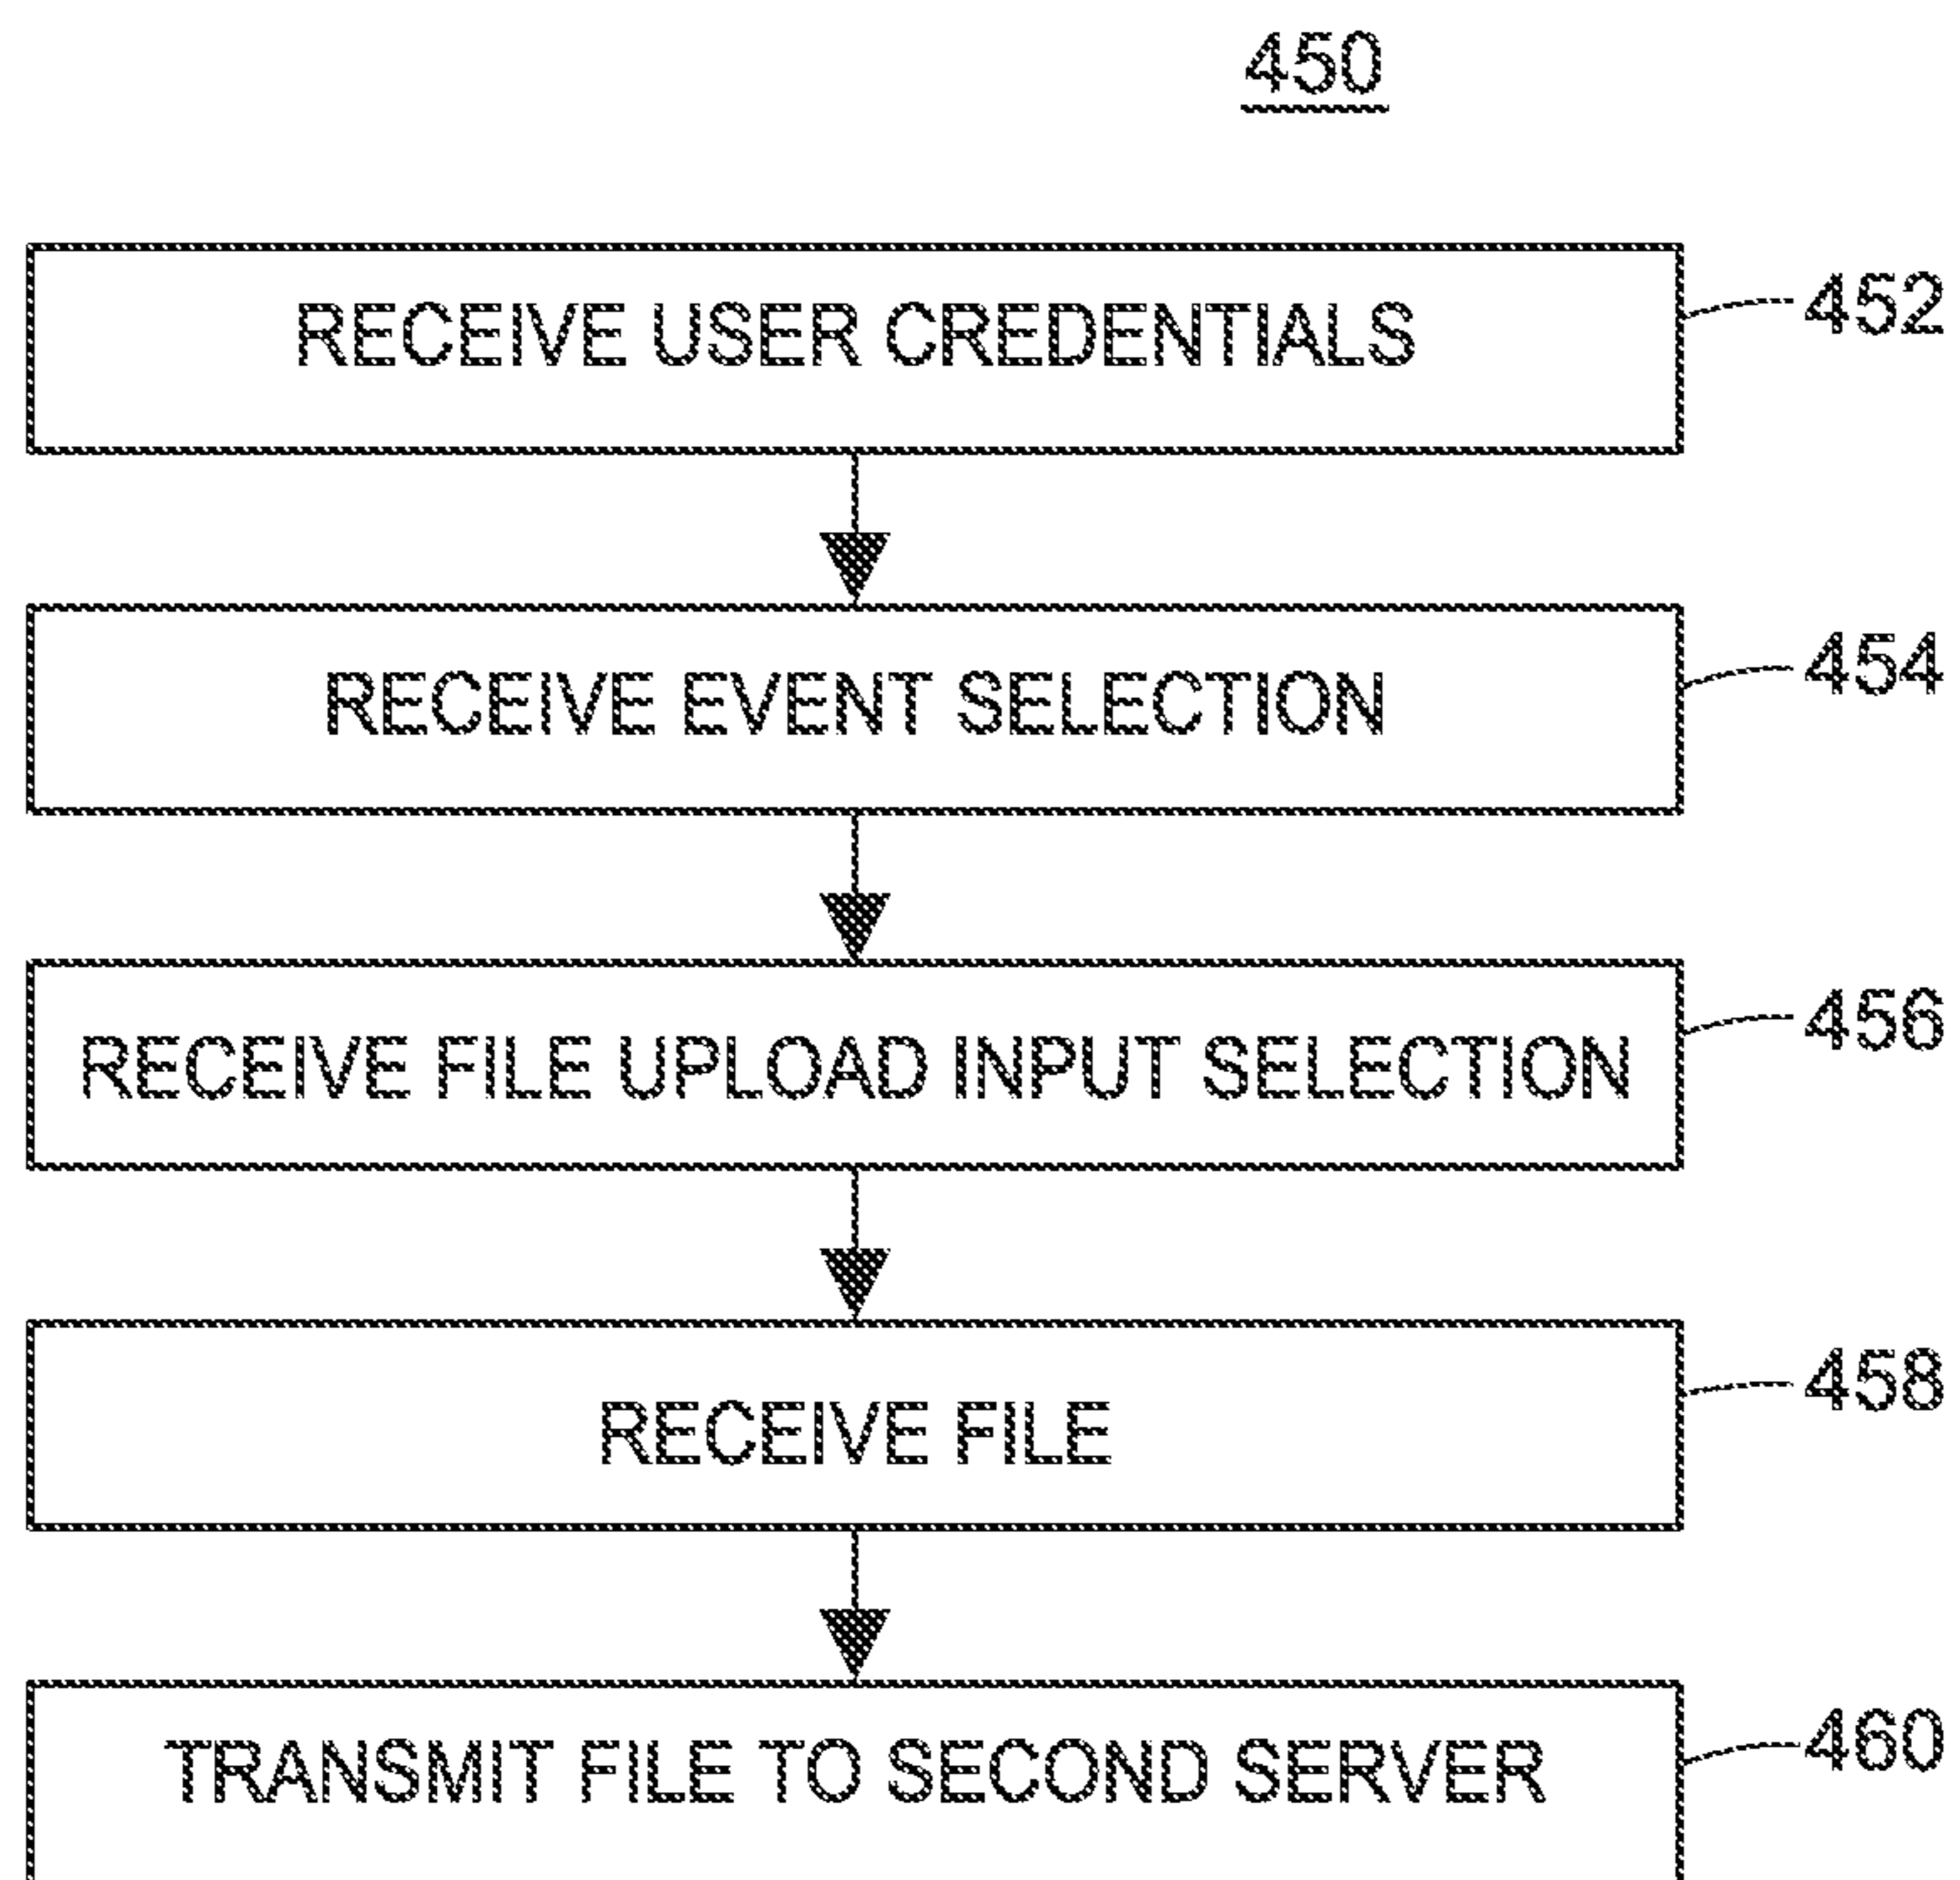 450
RECEIVE USER CREDENTIALS
452
RECEIVE EVENT SELECTION
454
RECEIVE FILE UPLOAD INPUT SELECTION
456
RECEIVE FILE
458
TRANSMIT FILE TO SECOND SERVER
460